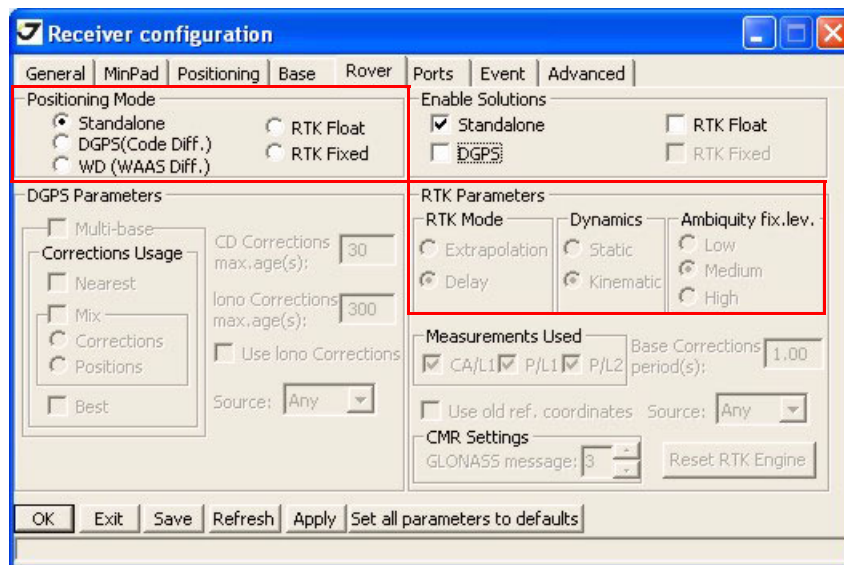 Receiver configuration
General MinPad Positioning Base Rover Ports Event Advanced
Positioning Mode
Standalone
DGPS(Code Diff.)
WD (WAAS Diff.)
RTK Float
RTK Fixed
Enable Solutions
Standalone
DGPS
RTK Float
RTK Fixed
DGPS Parameters
Multi-base
Corrections Usage
Nearest
Mix
Corrections
Positions
Best
CD Corrections
max.age(s):
30
Iono Corrections
max.age(s):
300
Use Iono Corrections
Source: Any
RTK Parameters
RTK Mode
Extrapolation
Delay
Dynamics
Static
Kinematic
Ambiquity fix.lev.
Low
Medium
High
Measurements Used
CA/L1 P/L1 P/L2
Base Corrections
period(s):
1.00
Use old ref. coordinates Source: Any
CMR Settings
GLONASS message: 3
Reset RTK Engine
OK Exit Save Refresh Apply Set all parameters to defaults